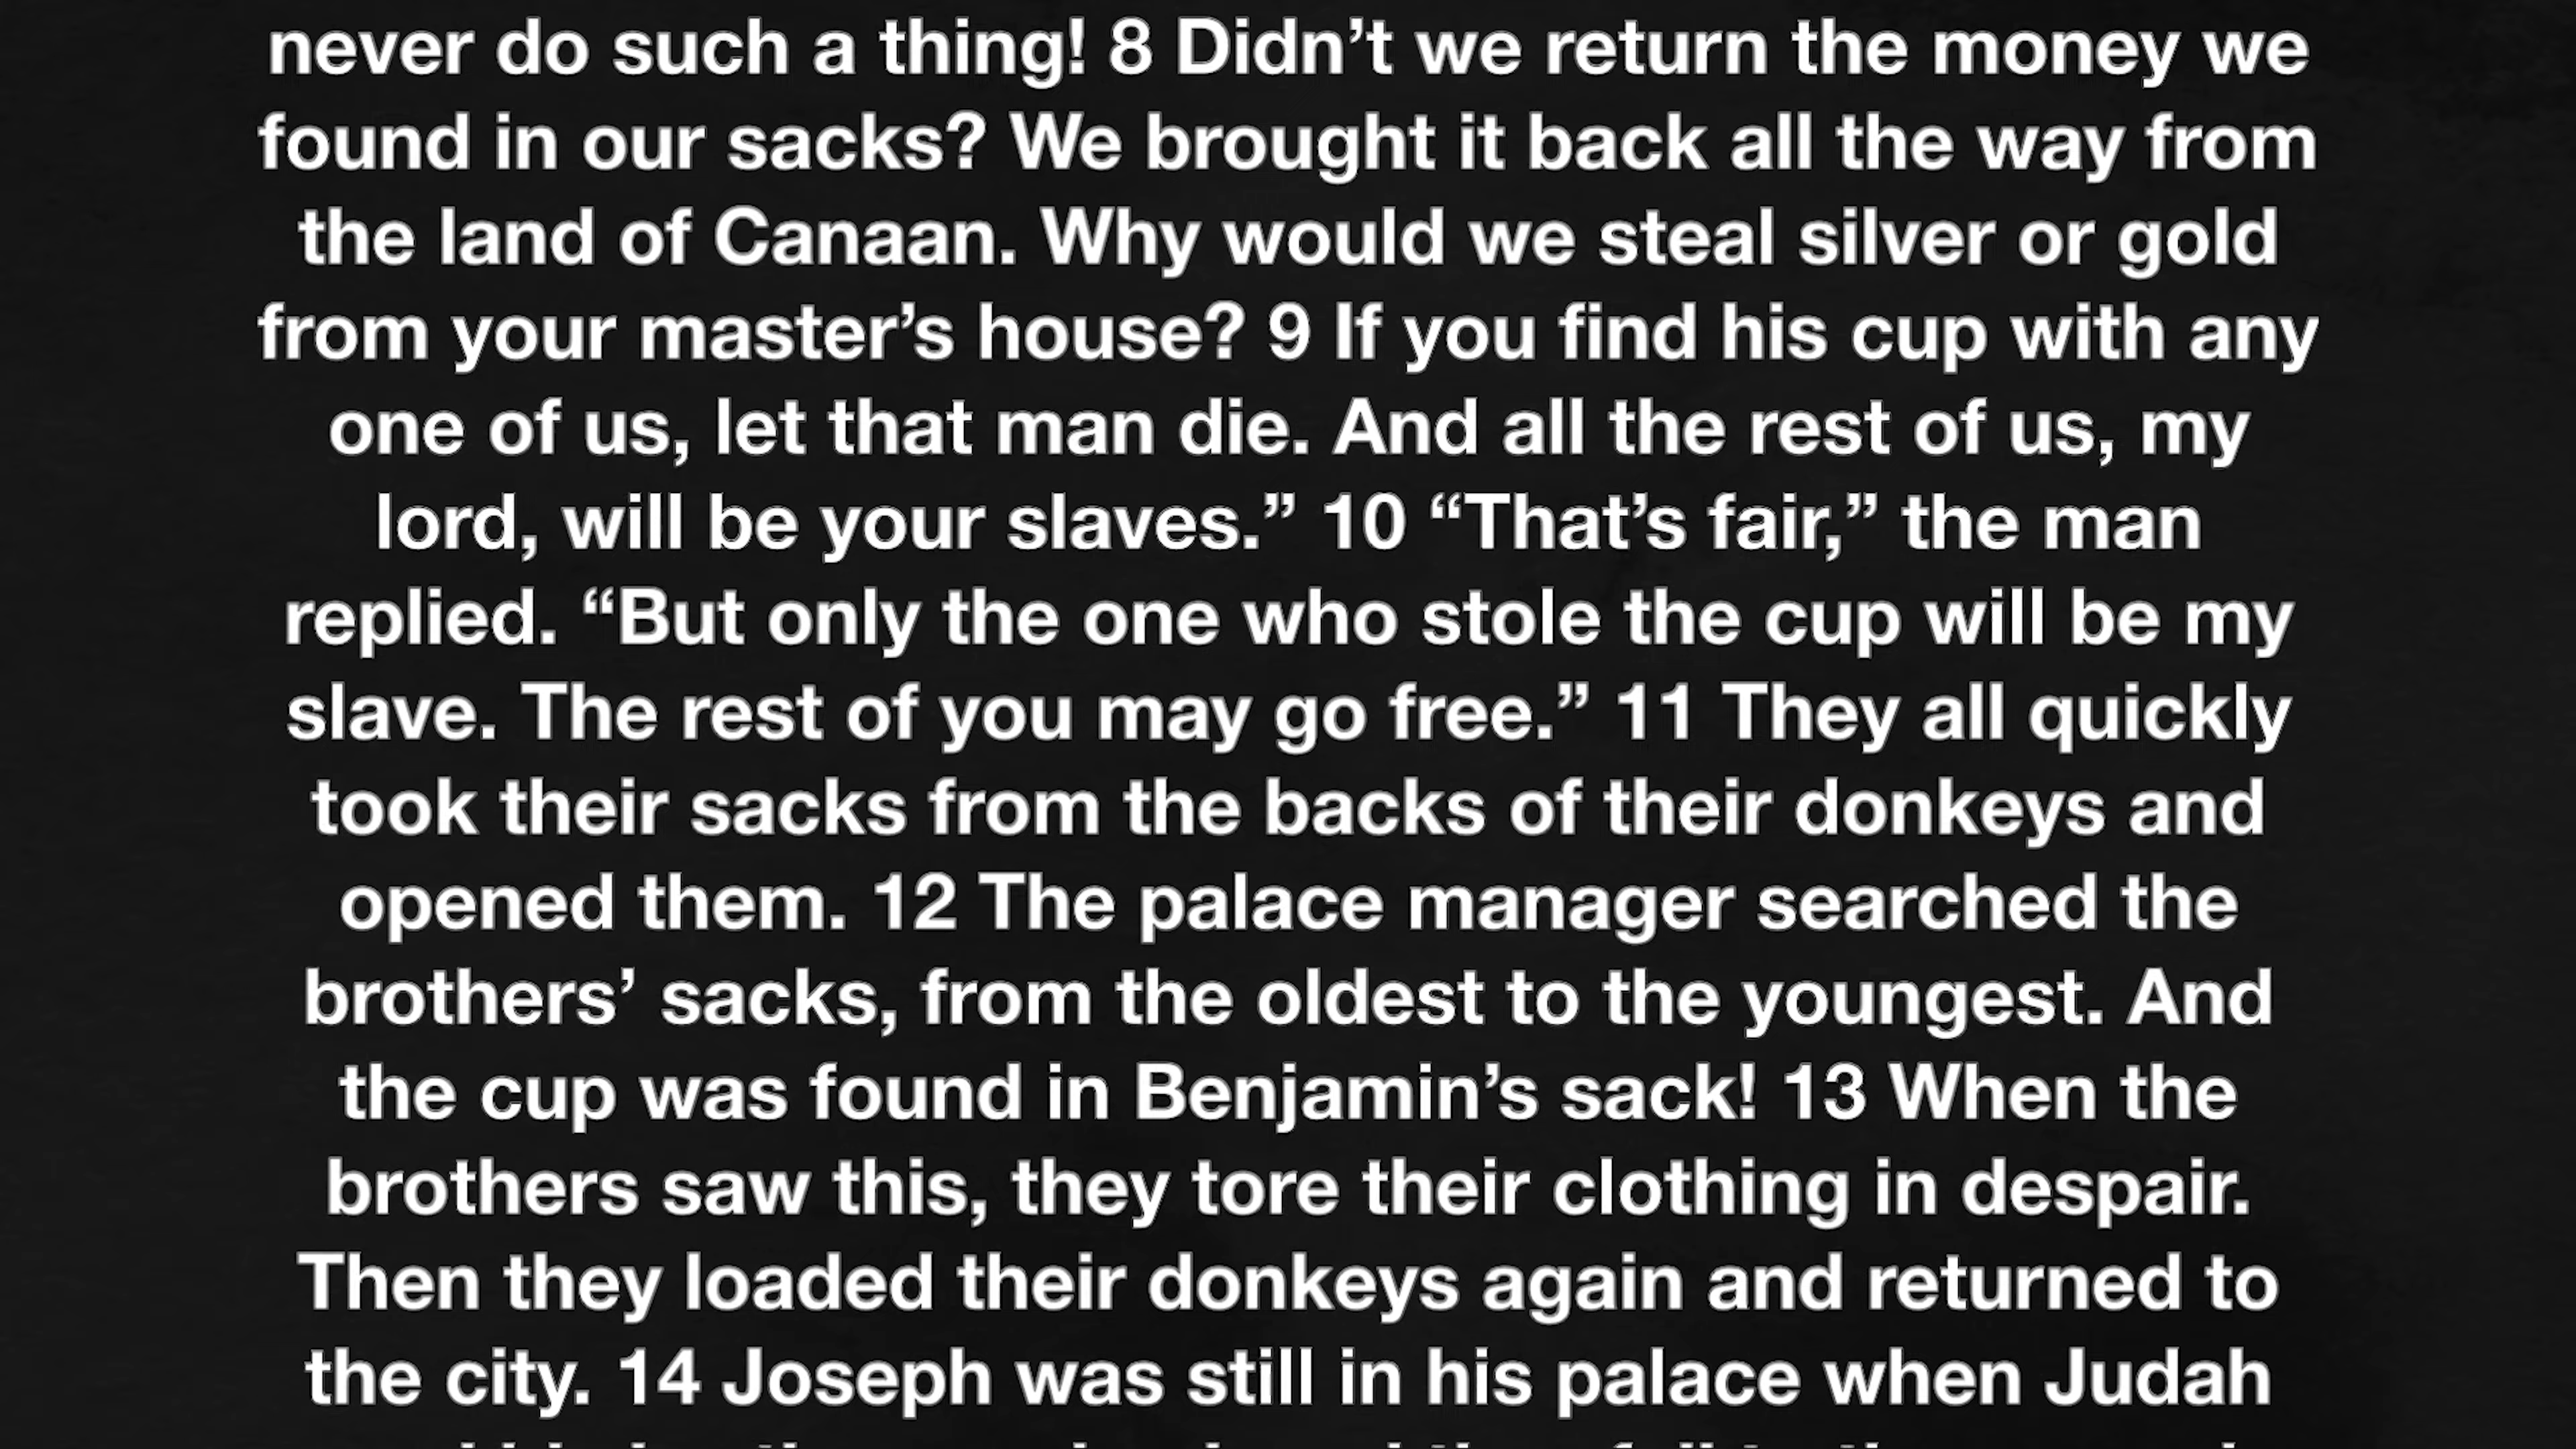 never do such a thing! 8 Didn’t we return the money we
found in our sacks? We brought it back all the way from
the land of Canaan. Why would we steal silver or gold
from your master’s house? 9 If you find his cup with any
one of us, let that man die. And all the rest of us, my
lord, will be your slaves.” 10 “That’s fair,” the man
replied. “But only the one who stole the cup will be my
slave. The rest of you may go free.” 11 They all quickly
took their sacks from the backs of their donkeys and
opened them. 12 The palace manager searched the
brothers’ sacks, from the oldest to the youngest. And
the cup was found in Benjamin’s sack! 13 When the
brothers saw this, they tore their clothing in despair.
Then they loaded their donkeys again and returned to
the city. 14 Joseph was still in his palace when Judah